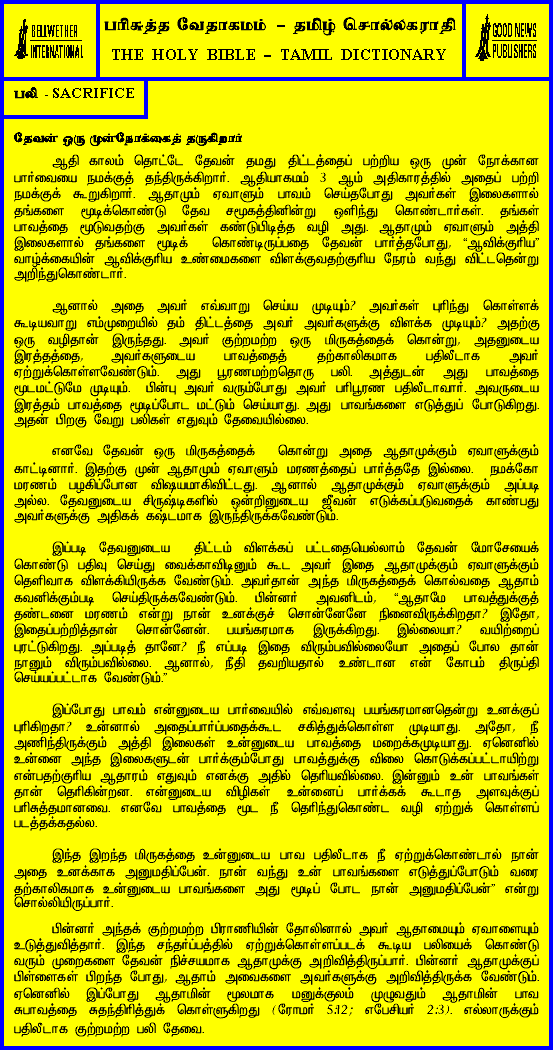 BELLWETHER
INTERNATIONAL
பரிசுத்த வேதாகமம் – தமிழ் சொல்லகராதி
THE HOLY BIBLE – TAMIL DICTIONARY
GOOD NEWS
PUBLISHERS
பலி - SACRIFICE
தேவன் ஒரு முன்நோக்கைத் தருகிறார்
ஆதி காலம் தொட்டே தேவன் தமது திட்டத்தைப் பற்றிய ஒரு முன் நோக்கான
பார்வையை நமக்குத் தந்திருக்கிறார். ஆதியாகமம் 3 ஆம் அதிகாரத்தில் அதைப் பற்றி
நமக்குக் கூறுகிறார். ஆதாமும் ஏவாளும் பாவம் செய்தபோது அவர்கள் இலைகளால்
தங்களை மூடிக்கொண்டு தேவ சமூகத்தினின்று ஒளிந்து கொண்டார்கள். தங்கள்
பாவத்தை மூடுவதற்கு அவர்கள் கண்டுபிடித்த வழி அது. ஆதாமும் ஏவாளும் அத்தி
இலைகளால் தங்களை மூடிக் கொண்டிருப்பதை தேவன் பார்த்தபோது, “ஆவிக்குரிய”
வாழ்க்கையின் ஆவிக்குரிய உண்மைகளை விளக்குவதற்குரிய நேரம் வந்து விட்டதென்று
அறிந்துகொண்டார்.
ஆனால் அதை அவர் எவ்வாறு செய்ய முடியும்? அவர்கள் புரிந்து கொள்ளக்
கூடியவாறு எம்முறையில் தம் திட்டத்தை அவர் அவர்களுக்கு விளக்க முடியும்? அதற்கு
ஒரு வழிதான் இருந்தது. அவர் குற்றமற்ற ஒரு மிருகத்தைக் கொன்று, அதனுடைய
இரத்தத்தை, அவர்களுடைய பாவத்தைத் தற்காலிகமாக பதிலீடாக அவர்
ஏற்றுக்கொள்ளவேண்டும். அது பூரணமற்றதொரு பலி. அத்துடன் அது பாவத்தை
மூடமட்டுமே முடியும். பின்பு அவர் வரும்போது அவர் பரிபூரண பதிலீடாவார். அவருடைய
இரத்தம் பாவத்தை மூடிப்போட மட்டும் செய்யாது. அது பாவங்களை எடுத்துப் போடுகிறது.
அதன் பிறகு வேறு பலிகள் எதுவும் தேவையில்லை.
எனவே தேவன் ஒரு மிருகத்தைக் கொன்று அதை ஆதாமுக்கும் ஏவாளுக்கும்
காட்டினார். இதற்கு முன் ஆதாமும் ஏவாளும் மரணத்தைப் பார்த்ததே இல்லை. நமக்கோ
மரணம் பழகிப்போன விஷயமாகிவிட்டது. ஆனால் ஆதாமுக்கும் ஏவாளுக்கும் அப்படி
அல்ல. தேவனுடைய சிருஷ்டிகளில் ஒன்றினுடைய ஜீவன் எடுக்கப்படுவதைக் காண்பது
அவர்களுக்கு அதிகக் கஷ்டமாக இருந்திருக்கவேண்டும்.
இப்படி தேவனுடைய திட்டம் விளக்கப் பட்டதையெல்லாம் தேவன் மோசேயைக்
கொண்டு பதிவு செய்து வைக்காவிடினும் கூட அவர் இதை ஆதாமுக்கும் ஏவாளுக்கும்
தெளிவாக விளக்கியிருக்க வேண்டும். அவர்தான் அந்த மிருகத்தைக் கொல்வதை ஆதாம்
கவனிக்கும்படி செய்திருக்கவேண்டும். பின்னர் அவனிடம், “ஆதாமே பாவத்துக்குத்
தண்டனை மரணம் என்று நான் உனக்குச் சொன்னேனே நினைவிருக்கிறதா? இதோ,
இதைப்பற்றித்தான் சொன்னேன். பயங்கரமாக இருக்கிறது. இல்லையா? வயிற்றைப்
புரட்டுகிறது. அப்படித் தானே? நீ எப்படி இதை விரும்பவில்லையோ அதைப் போல தான்
நானும் விரும்பவில்லை. ஆனால், நீதி தவறியதால் உண்டான என் கோபம் திருப்தி
செய்யப்பட்டாக வேண்டும்.”
இப்போது பாவம் என்னுடைய பார்வையில் எவ்வளவு பயங்கரமானதென்று உனக்குப்
புரிகிறதா? உன்னால் அதைப்பார்ப்பதைக்கூட சகித்துக்கொள்ள முடியாது. அதோ, நீ
அணிந்திருக்கும் அத்தி இலைகள் உன்னுடைய பாவத்தை மறைக்கமுடியாது. ஏனெனில்
உன்னை அந்த இலைகளுடன் பார்க்கும்போது பாவத்துக்கு விலை கொடுக்கப்பட்டாயிற்று
என்பதற்குரிய ஆதாரம் எதுவும் எனக்கு அதில் தெரியவில்லை. இன்னும் உன் பாவங்கள்
தான் தெரிகின்றன. என்னுடைய விழிகள் உன்னைப் பார்க்கக் கூடாத அளவுக்குப்
பரிசுத்தமானவை. எனவே பாவத்தை மூட நீ தெரிந்துகொண்ட வழி ஏற்றுக் கொள்ளப்
படத்தக்கதல்ல.
இந்த இறந்த மிருகத்தை உன்னுடைய பாவ பதிலீடாக நீ ஏற்றுக்கொண்டால் நான்
அதை உனக்காக அனுமதிப்பேன். நான் வந்து உன் பாவங்களை எடுத்துப்போடும் வரை
தற்காலிகமாக உன்னுடைய பாவங்களை அது மூடிப் போட நான் அனுமதிப்பேன்” என்று
சொல்லியிருப்பார்.
பின்னர் அந்தக் குற்றமற்ற பிராணியின் தோலினால் அவர் ஆதாமையும் ஏவாளையும்
உடுத்துவித்தார். இந்த சந்தர்ப்பத்தில் ஏற்றுக்கொள்ளப்படக் கூடிய பலியைக் கொண்டு
வரும் முறைகளை தேவன் நிச்சயமாக ஆதாமுக்கு அறிவித்திருப்பார். பின்னர் ஆதாமுக்குப்
பிள்ளைகள் பிறந்த போது, ஆதாம் அவைகளை அவர்களுக்கு அறிவித்திருக்க வேண்டும்.
ஏனெனில் இப்போது ஆதாமின் மூலமாக மனுக்குலம் முழுவதும் ஆதாமின் பாவ
சுபாவத்தை சுதந்திரித்துக் கொள்ளுகிறது (ரோமர் 5:12; எபேசியர் 2:3). எல்லாருக்கும்
பதிலீடாக குற்றமற்ற பலி தேவை.